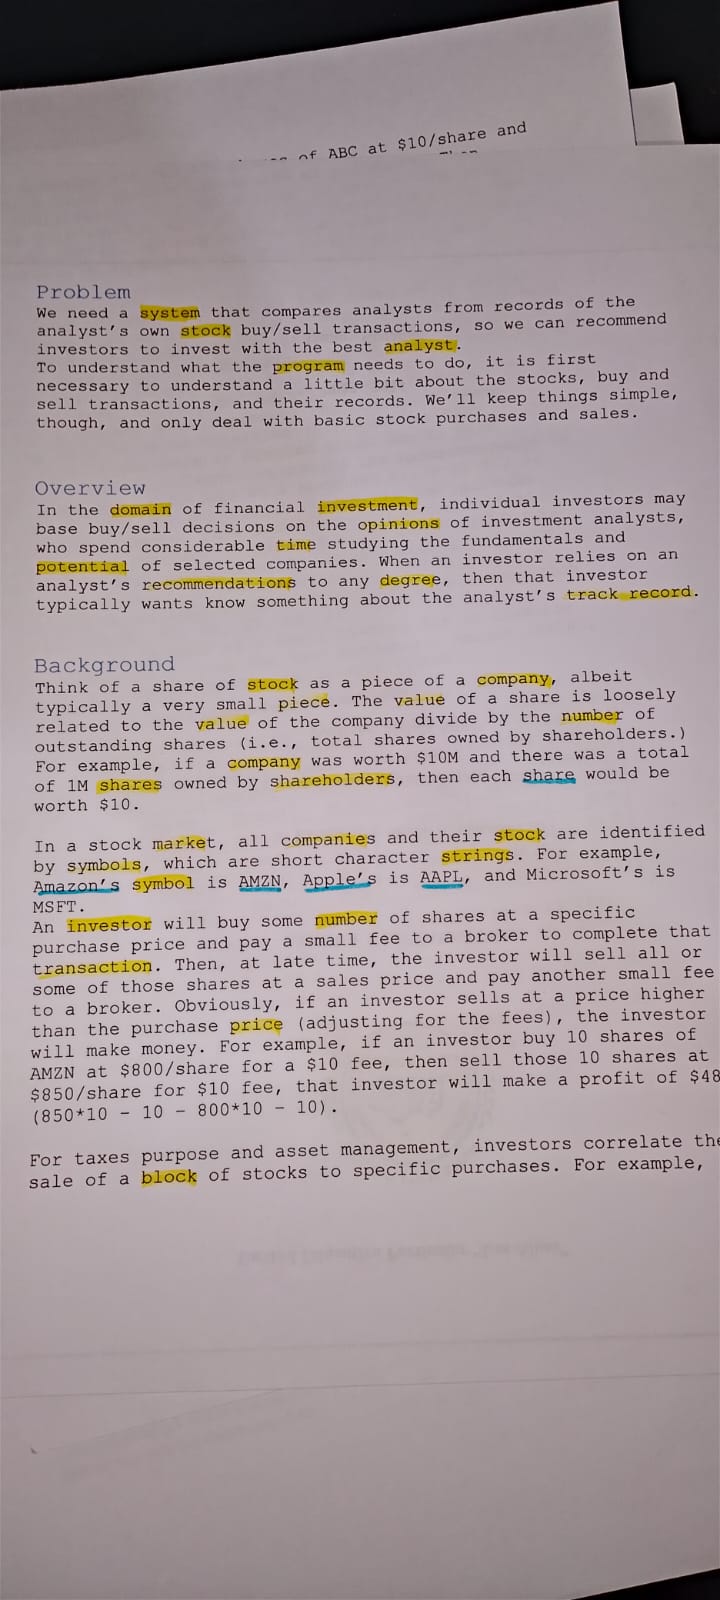 of ABC at $10/share and
Problem
We need a system that compares analysts from records of the
analyst's own stock buy/sell transactions, so we can recommend
investors to invest with the best analyst.
To understand what the program needs to do, it is first
necessary to understand a little bit about the stocks, buy and
sell transactions, and their records. We'll keep things simple,
though, and only deal with basic stock purchases and sales.
Overview
In the domain of financial investment, individual investors may
base buy/sell decisions on the opinions of investment analysts,
who spend considerable time studying the fundamentals and
potential of selected companies. When an investor relies on an
analyst's recommendations to any degree, then that investor
typically wants know something about the analyst's track record.
Background
Think of a share of stock as a piece of a company, albeit
typically a very small piece. The value of a share is loosely
related to the value of the company divide by the number of
outstanding shares (i.e., total shares owned by shareholders.)
For example, if a company was worth $10M and there was a total
of 1M shares owned by shareholders, then each share would be
worth $10.
In a stock market, all companies and their stock are identified
by symbols, which are short character strings. For example,
Amazon's symbol is AMZN, Apple's is AAPL, and Microsoft's is
MSFT.
An investor will buy some number of shares at a specific
purchase price and pay a small fee to a broker to complete that
transaction. Then, at late time, the investor will sell all or
some of those shares at a sales price and pay another small fee
to a broker. Obviously, if an investor sells at a price higher
than the purchase price (adjusting for the fees), the investor
will make money. For example, if an investor buy 10 shares of
AMZN at $800/share for a $10 fee, then sell those 10 shares at
$850/share for $10 fee, that investor will make a profit of $48
(850*10 - 10 - 800*10 - 10).
For taxes purpose and asset management, investors correlate the
sale of a block of stocks to specific purchases. For example,